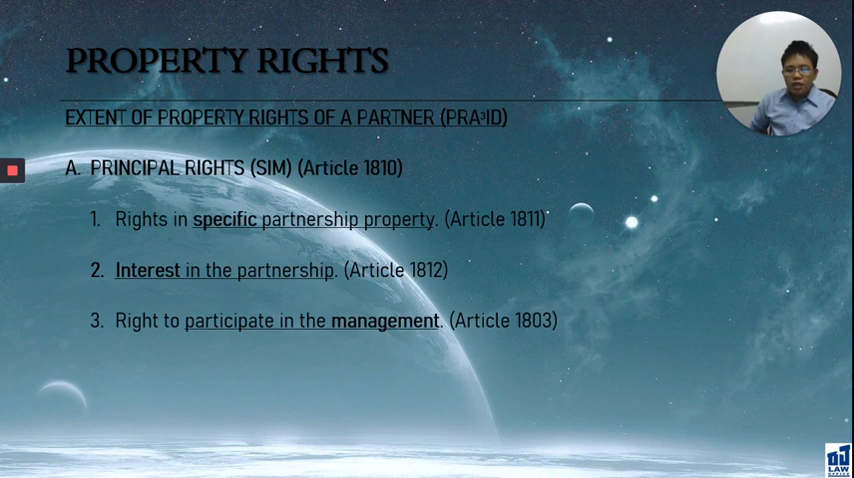 PROPERTY RIGHTS
EXTENT OF PROPERTY RIGHTS OF A PARTNER (PRA³ID)
A. PRINCIPAL RIGHTS (SIM) (Article 1810)
1. Rights in specific partnership property. (Article 1811)
2. Interest in the partnership. (Article 1812)
3. Right to participate in the management. (Article 1803)
DJ
LAW
OFFICE